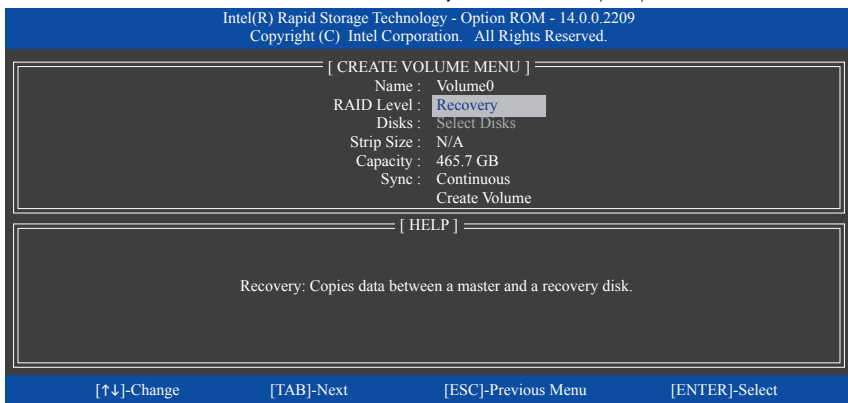 Intel(R) Rapid Storage Technology - Option ROM - 14.0.0.2209
Copyright (C) Intel Corporation. All Rights Reserved.
[ CREATE VOLUME MENU ]
Name : Volume0
RAID Level : Recovery
Disks : Select Disks
Strip Size : N/A
Capacity : 465.7 GB
Sync : Continuous
Create Volume
[ HELP ]
Recovery: Copies data between a master and a recovery disk.
[↑↓]-Change [TAB]-Next [ESC]-Previous Menu [ENTER]-Select